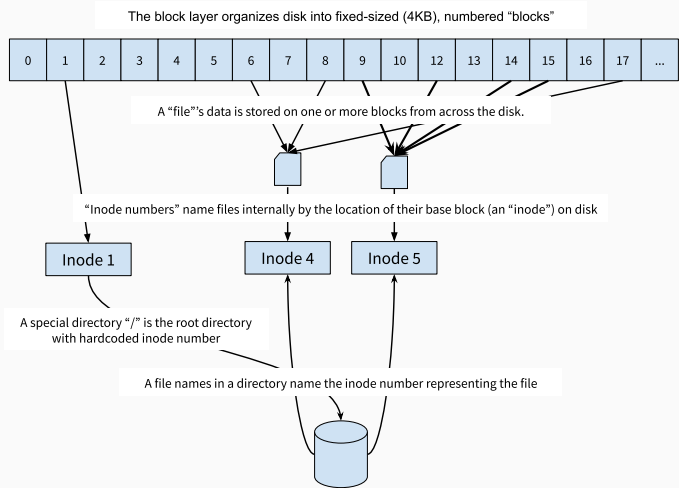 The block layer organizes disk into fixed-sized (4KB), numbered “blocks”
0 1 2 3 4 5 6 7 8 9 10 12 13 14 15 16 17 ...
A “file”’s data is stored on one or more blocks from across the disk.
“Inode numbers” name files internally by the location of their base block (an “inode”) on disk
Inode 1 Inode 4 Inode 5
A special directory “/” is the root directory
with hardcoded inode number
A file names in a directory name the inode number representing the file